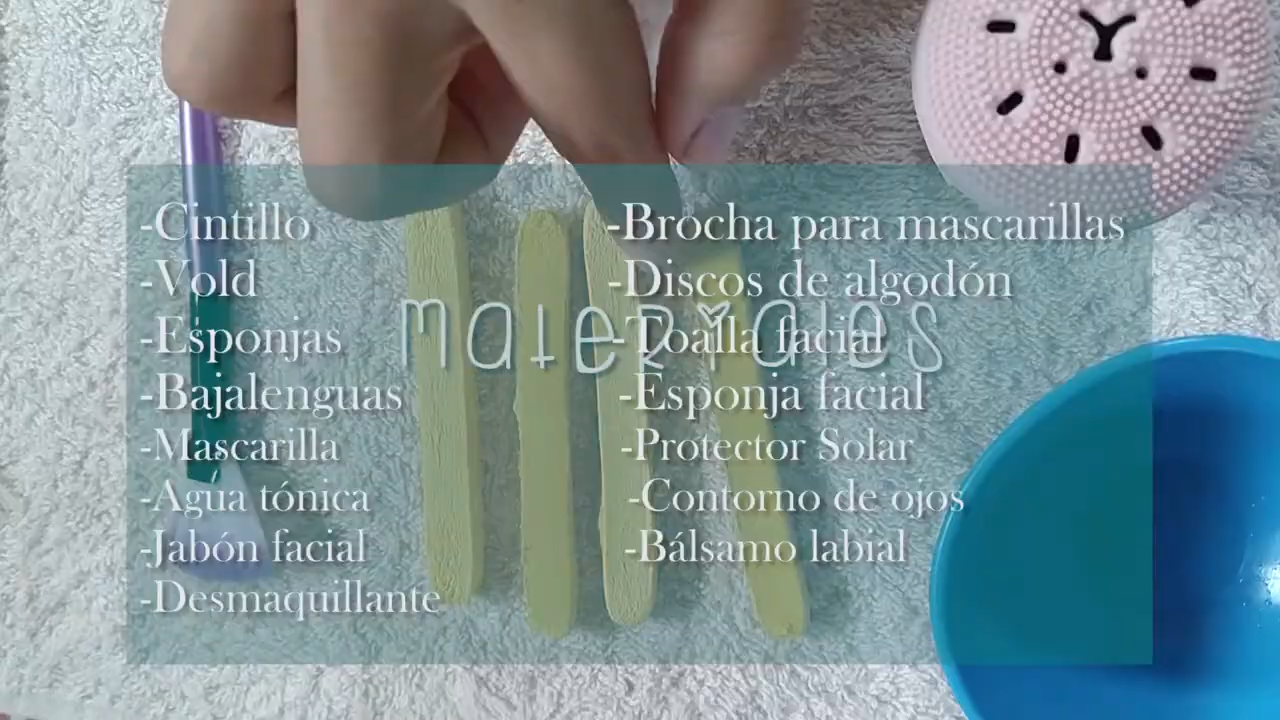 materiales
-Cintillo
-Vold
-Esponjas
-Bajalenguas
-Mascarilla
-Agua tónica
-Jabón facial
-Desmaquillante
-Brocha para mascarillas
-Discos de algodón
-Toalla facial
-Esponja facial
-Protector Solar
-Contorno de ojos
-Bálsamo labial